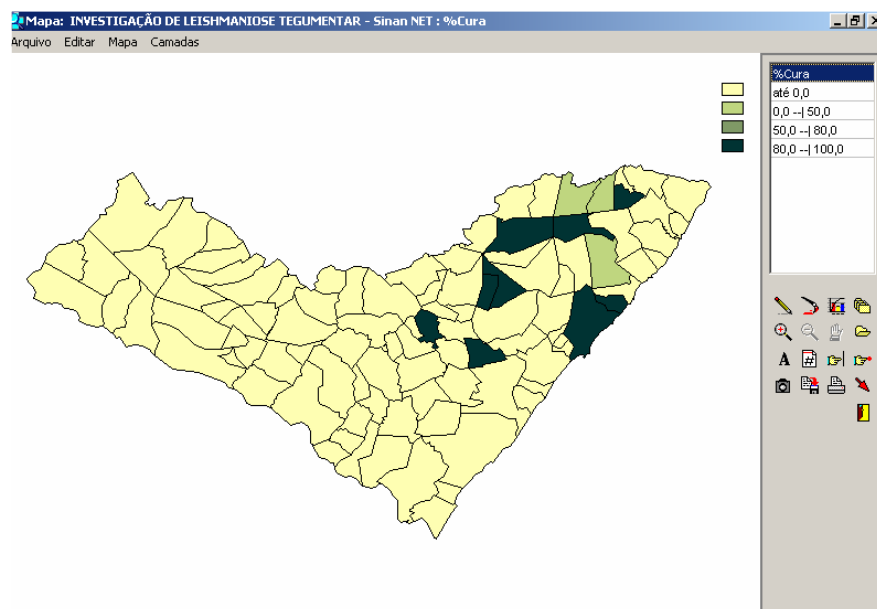 Mapa: INVESTIGAÇÃO DE LEISHMANIOSE TEGUMENTAR - Sinan NET : %Cura
Arquivo Editar Mapa Camadas
%Cura
até 0,0
0,0 --| 50,0
50,0 --| 80,0
80,0 --| 100,0
A #